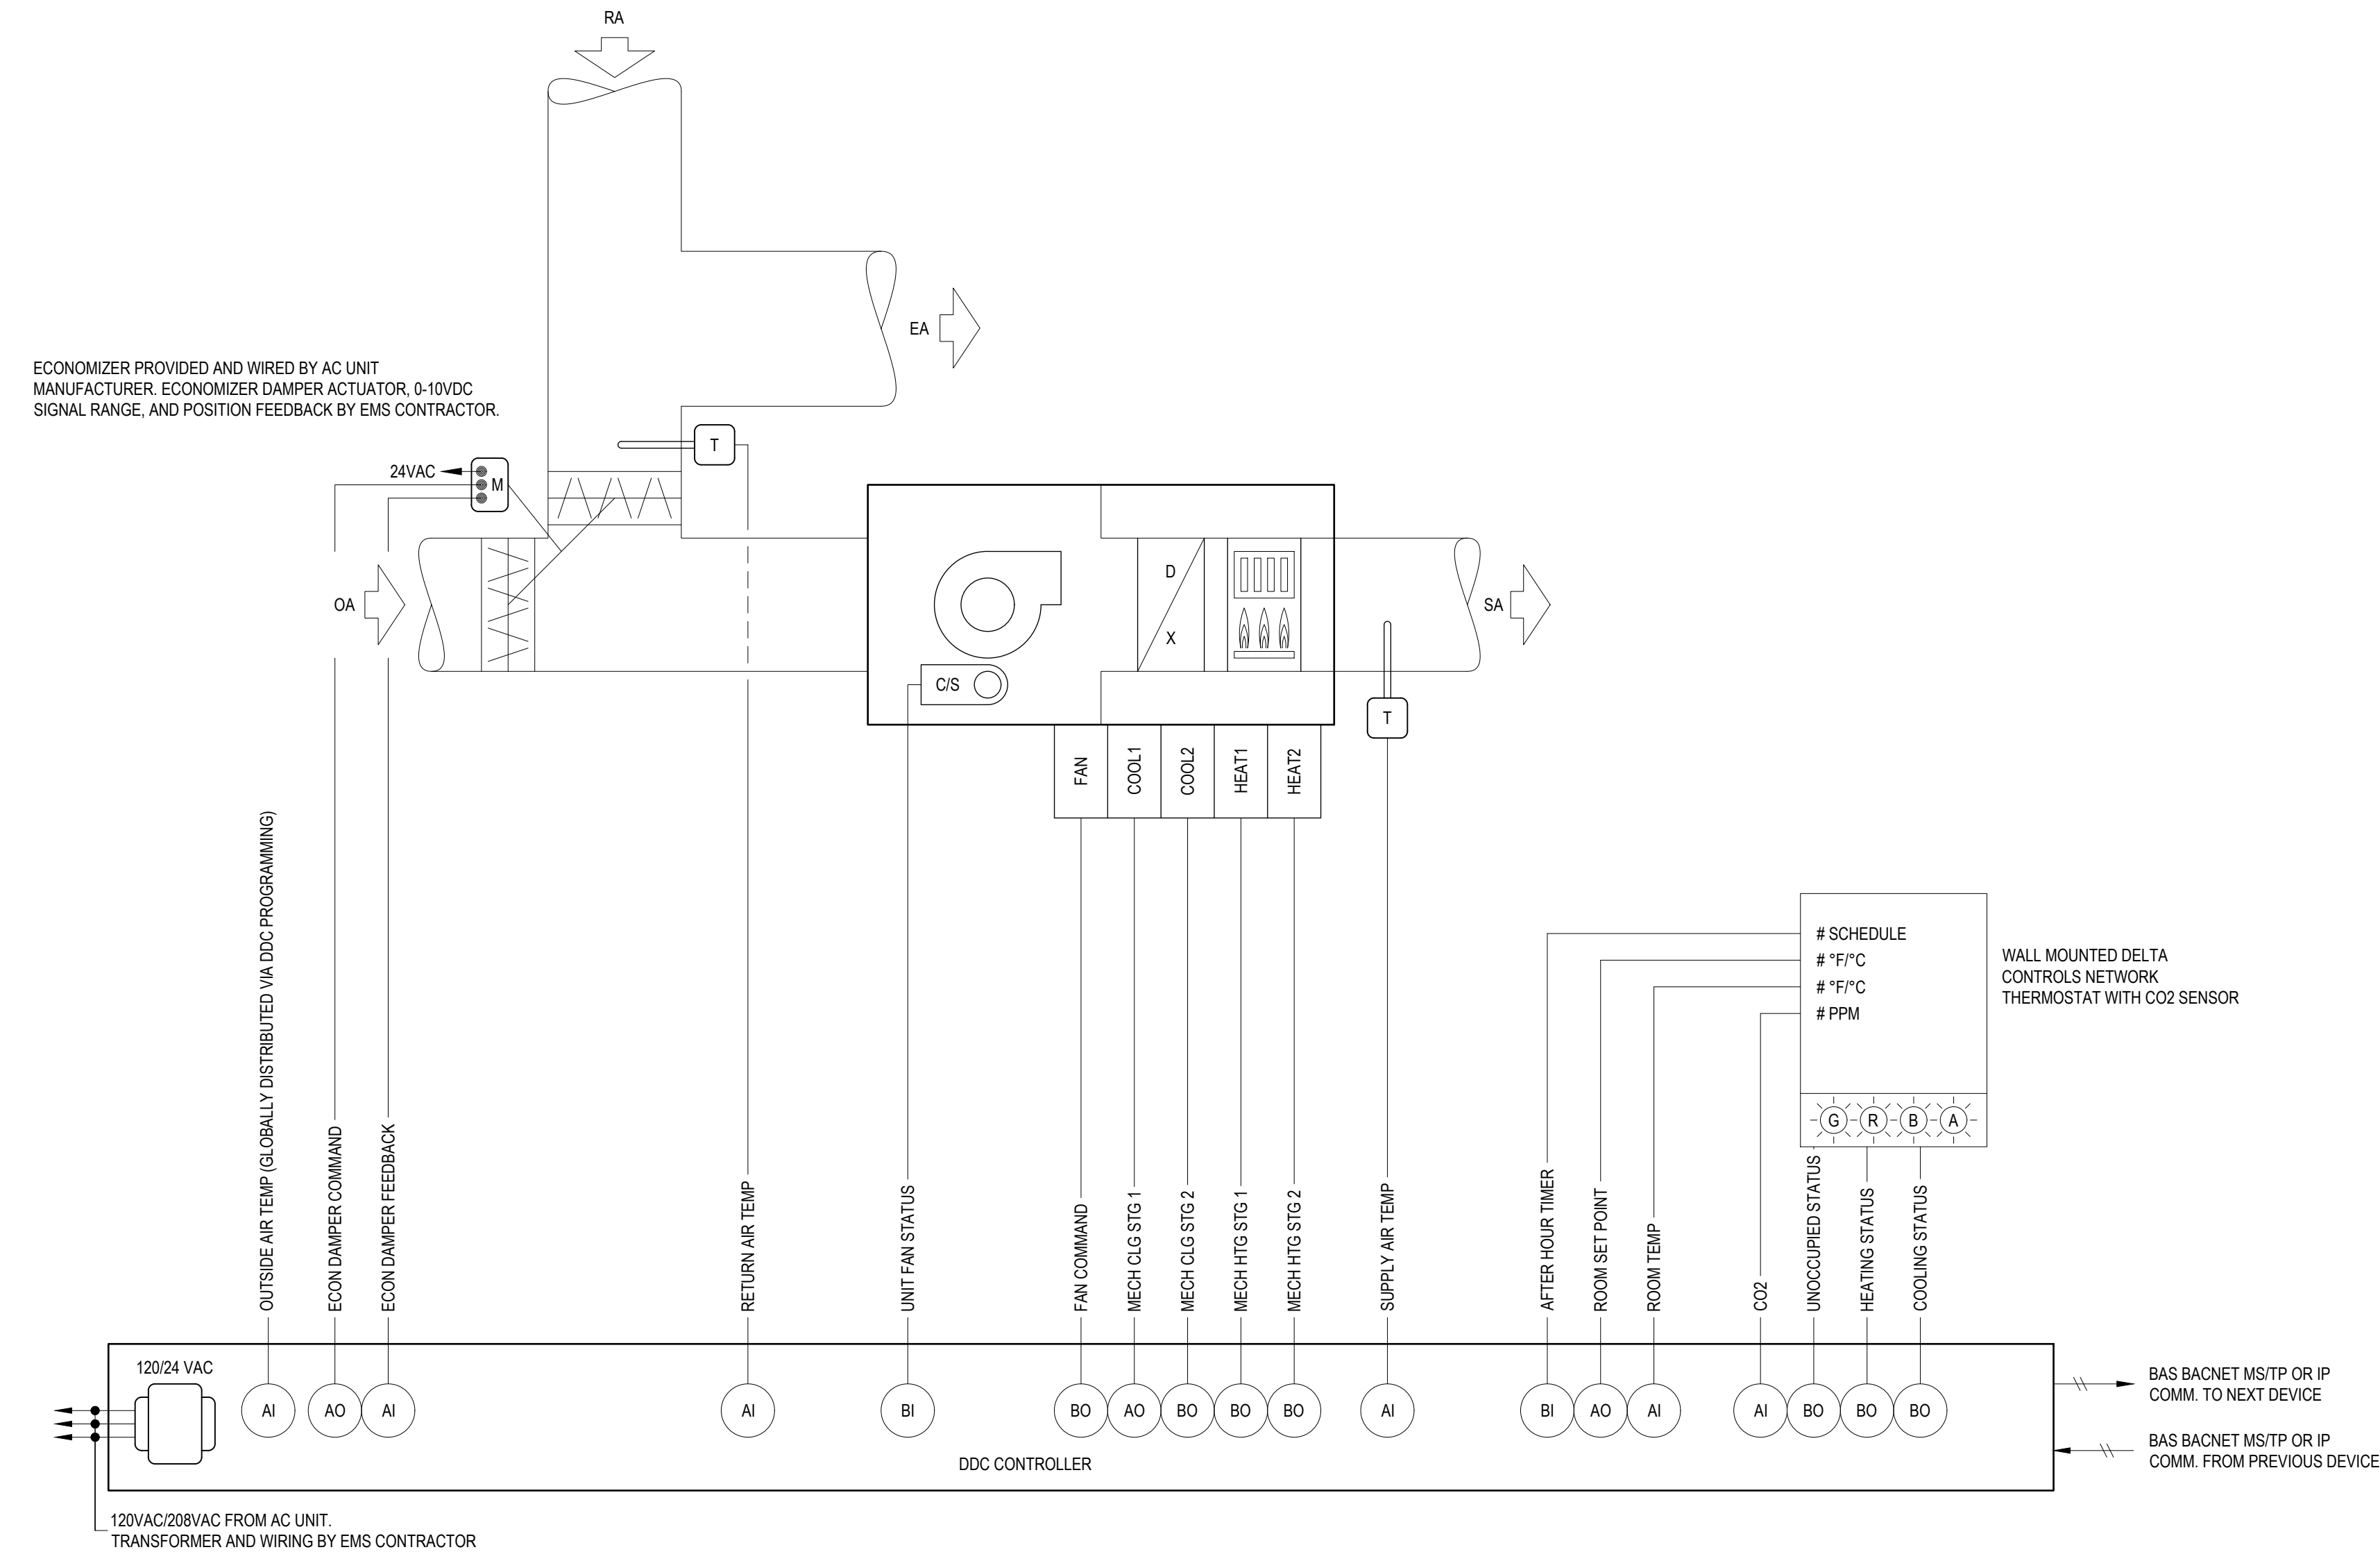 RA
EA
ECONOMIZER PROVIDED AND WIRED BY AC UNIT
MANUFACTURER. ECONOMIZER DAMPER ACTUATOR, 0-10VDC
SIGNAL RANGE, AND POSITION FEEDBACK BY EMS CONTRACTOR.
T
24VAC
M
OA
D
X
SA
C/S
T
FAN
COOL1
COOL2
HEAT1
HEAT2
# SCHEDULE
# °F/°C
# °F/°C
# PPM
WALL MOUNTED DELTA
CONTROLS NETWORK
THERMOSTAT WITH CO2 SENSOR
G R B A
OUTSIDE AIR TEMP (GLOBALLY DISTRIBUTED VIA DDC PROGRAMMING)
ECON DAMPER COMMAND
ECON DAMPER FEEDBACK
RETURN AIR TEMP
UNIT FAN STATUS
FAN COMMAND
MECH CLG STG 1
MECH CLG STG 2
MECH HTG STG 1
MECH HTG STG 2
SUPPLY AIR TEMP
AFTER HOUR TIMER
ROOM SET POINT
ROOM TEMP
CO2
UNOCCUPIED STATUS
HEATING STATUS
COOLING STATUS
120/24 VAC
AI AO AI AI BI BO AO BO BO BO AI BI AO AI AI BO BO BO
DDC CONTROLLER
BAS BACNET MS/TP OR IP
COMM. TO NEXT DEVICE
BAS BACNET MS/TP OR IP
COMM. FROM PREVIOUS DEVICE
120VAC/208VAC FROM AC UNIT.
TRANSFORMER AND WIRING BY EMS CONTRACTOR